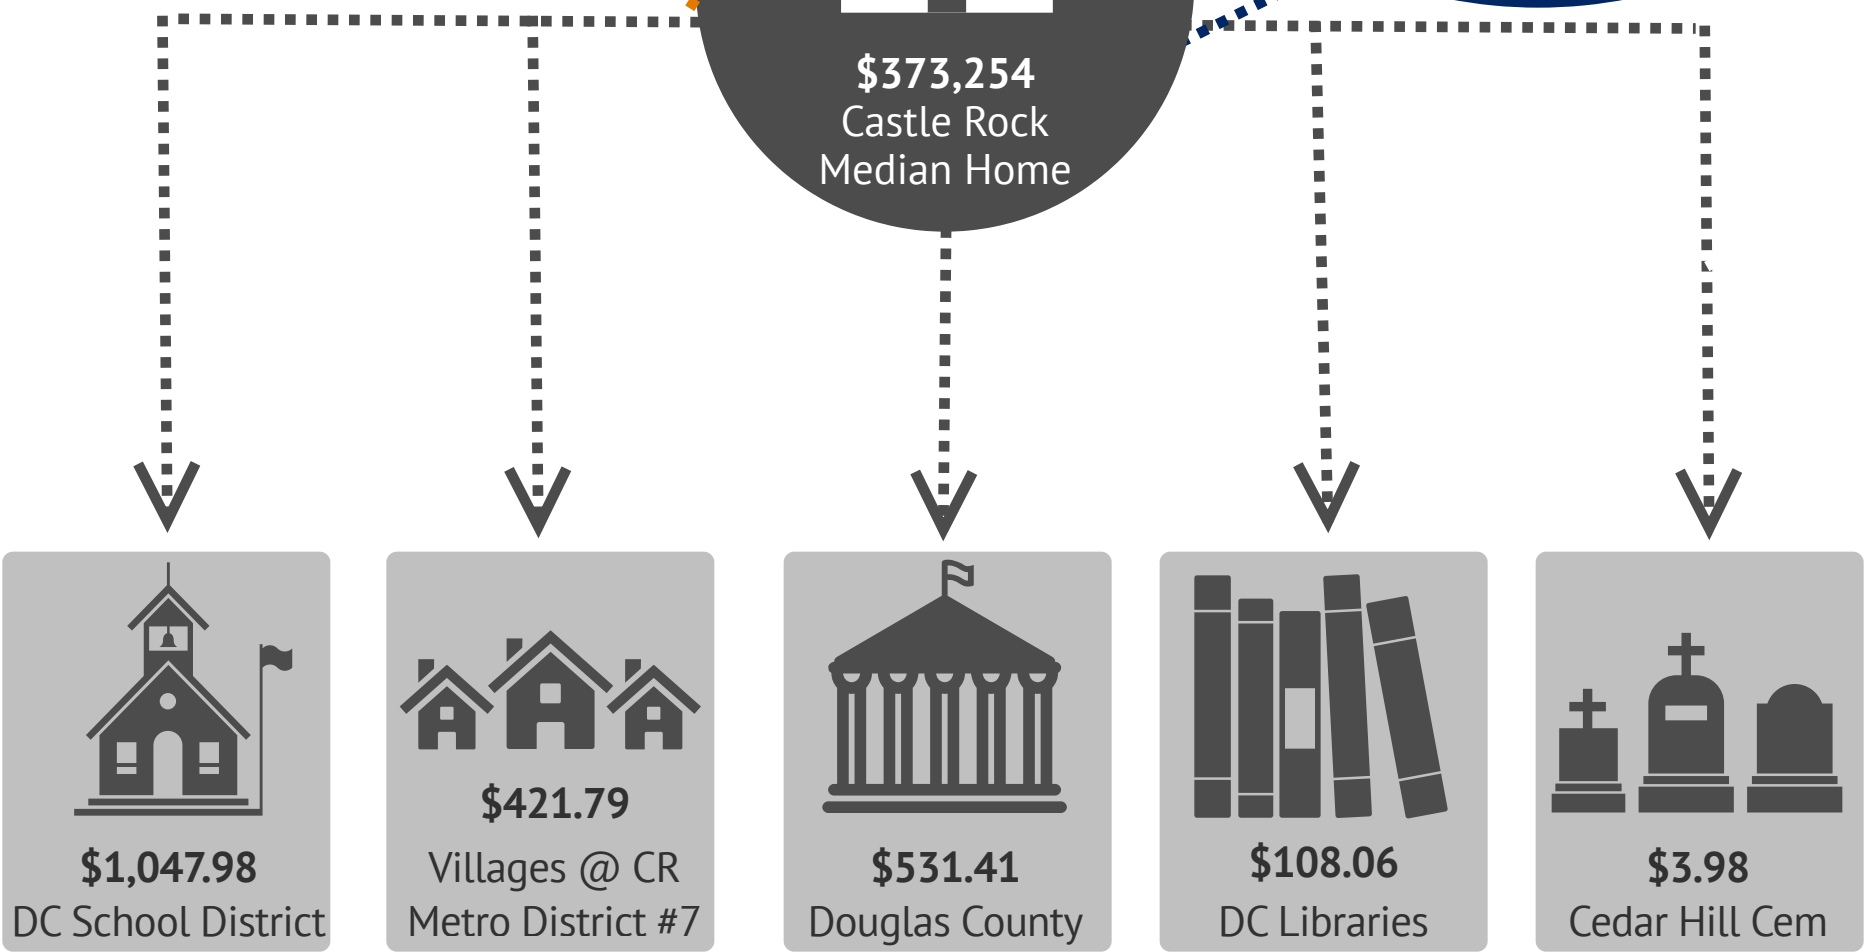 $373,254
Castle Rock
Median Home
$1,047.98
DC School District
$421.79
Villages @ CR
Metro District #7
$531.41
Douglas County
$108.06
DC Libraries
$3.98
Cedar Hill Cem